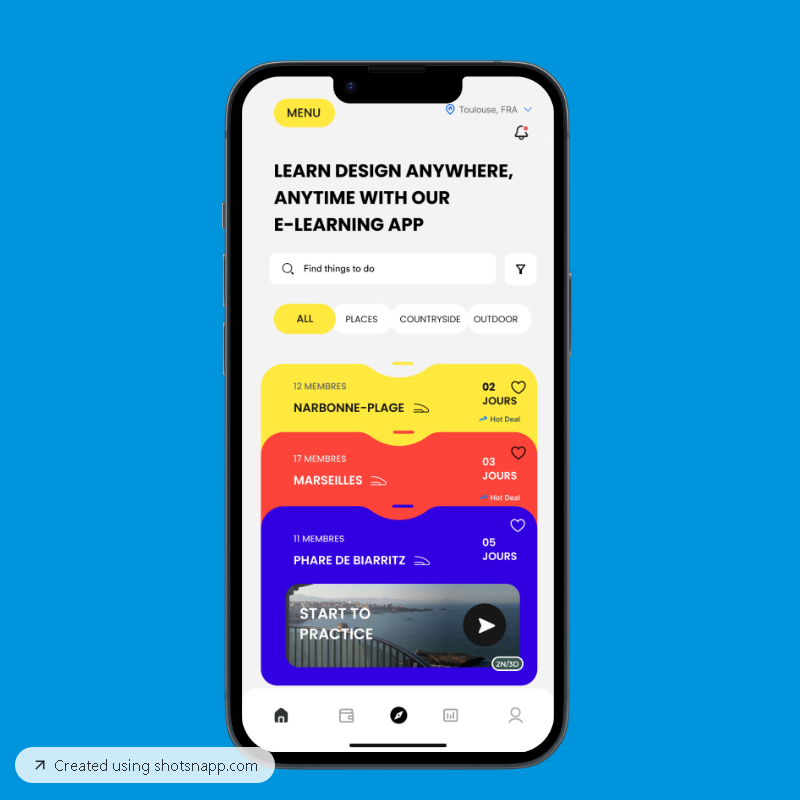 MENU
Toulouse, FRA
LEARN DESIGN ANYWHERE,
ANYTIME WITH OUR
E-LEARNING APP
Find things to do
ALL
PLACES
COUNTRYSIDE
OUTDOOR
12 MEMBRES
NARBONNE-PLAGE
02
JOURS
Hot Deal
17 MEMBRES
MARSEILLES
03
JOURS
Hot Deal
11 MEMBRES
PHARE DE BIARRITZ
05
JOURS
START TO
PRACTICE
2N/3D
Created using shotsnapp.com